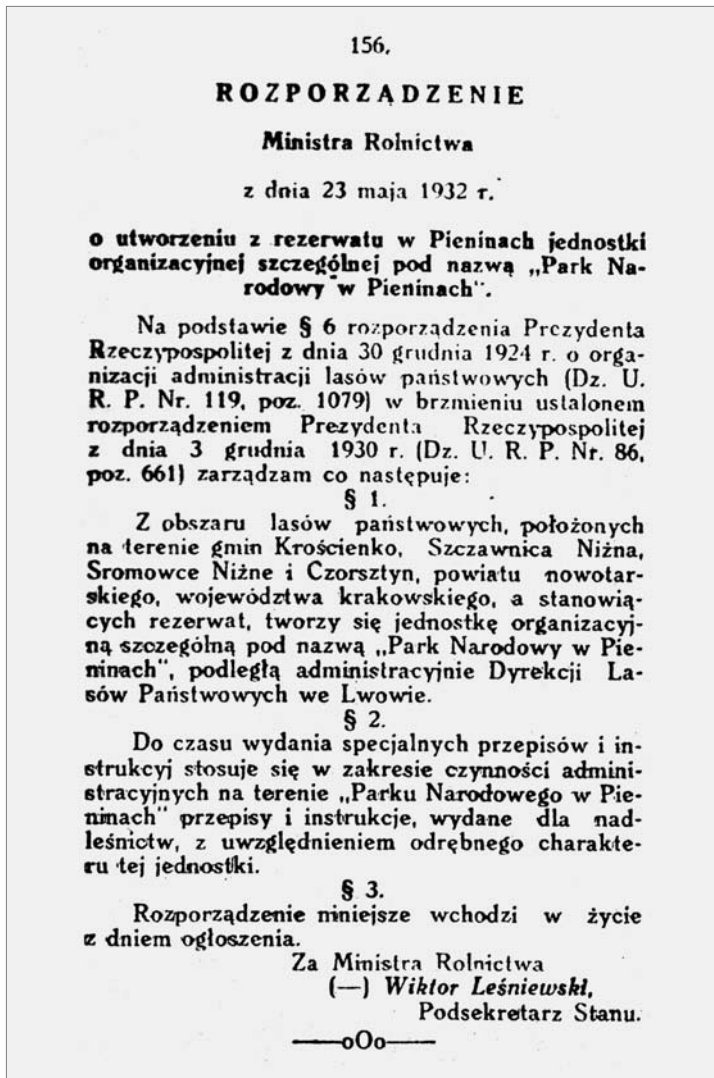 156.
ROZPORZĄDZENIE
Ministra Rolnictwa
z dnia 23 maja 1932 r.
o utworzeniu z rezerwatu w Pieninach jednostki
organizacyjnej szczególnej pod nazwą „Park Na-
rodowy w Pieninach".
Na podstawie § 6 rozporządzenia Prezydenta
Rzeczypospolitej z dnia 30 grudnia 1924 r. o orga-
nizacji administracji lasów państwowych (Dz. U.
R. P. Nr. 119, poz. 1079) w brzmieniu ustalonem
rozporządzeniem Prezydenta Rzeczypospolitej
z dnia 3 grudnia 1930 r. (Dz. U. R. P. Nr. 86,
poz. 661) zarządzam co następuje:
§ 1.
Z obszaru lasów państwowych, położonych
na terenie gmin Krościenko, Szczawnica Niżna,
Sromowce Niżne i Czorsztyn, powiatu nowotar-
skiego, województwa krakowskiego, a stanowią-
cych rezerwat, tworzy się jednostkę organizacyj-
ną szczególną pod nazwą „Park Narodowy w Pie-
ninach", podległą administracyjnie Dyrekcji La-
sów Państwowych we Lwowie.
§ 2.
Do czasu wydania specjalnych przepisów i in-
strukcyj stosuje się w zakresie czynności admini-
stracyjnych na terenie „Parku Narodowego w Pie-
ninach" przepisy i instrukcje, wydane dla nad-
leśnictw, z uwzględnieniem odrębnego charakte-
ru tej jednostki.
§ 3.
Rozporządzenie niniejsze wchodzi w życie
z dniem ogłoszenia.
Za Ministra Rolnictwa
(—) Wiktor Leśniewski,
Podsekretarz Stanu.
——oOo——